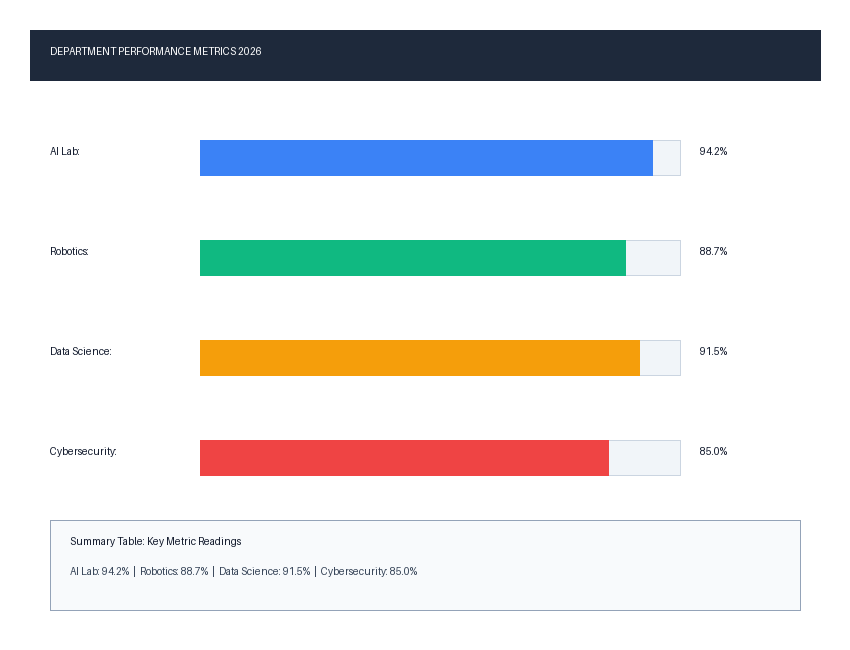 DEPARTMENT PERFORMANCE METRICS 2026
AI Lab: 94.2%
Robotics: 88.7%
Data Science: 91.5%
Cybersecurity: 85.0%
Summary Table: Key Metric Readings
AI Lab: 94.2% | Robotics: 88.7% | Data Science: 91.5% | Cybersecurity: 85.0%